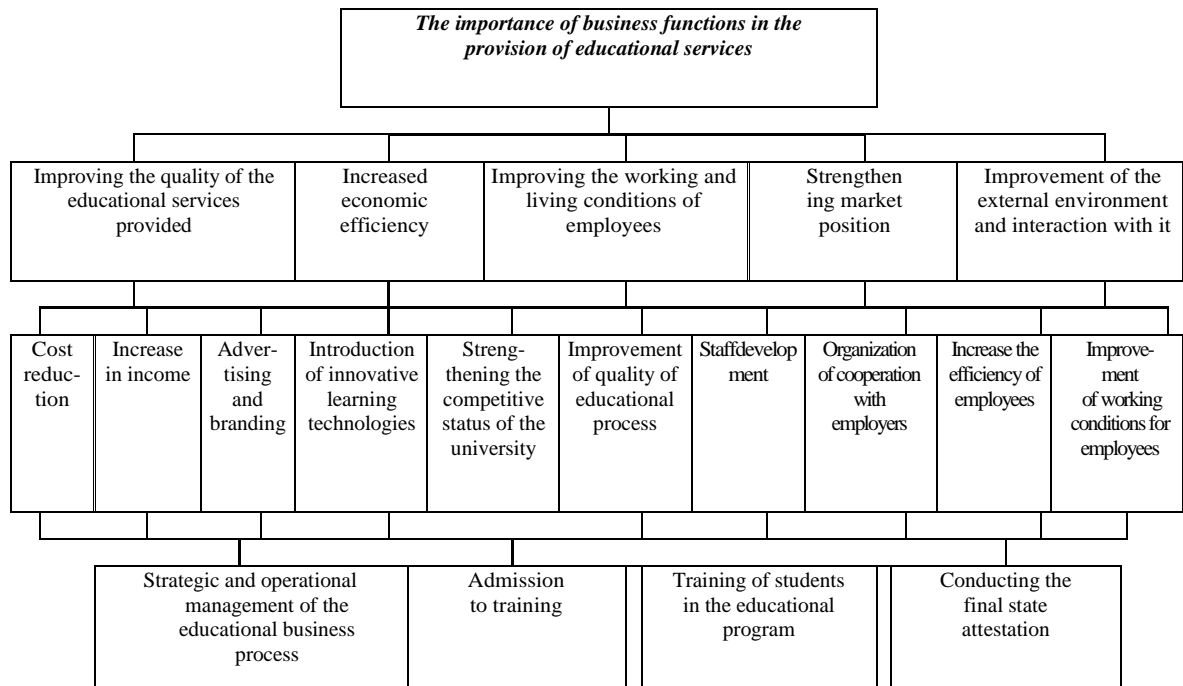 The importance of business functions in the
provision of educational services
Improving the quality of the
educational services
provided
Increased
economic
efficiency
Improving the working and
living conditions of
employees
Strengthen
ing market
position
Improvement of the
external environment
and interaction with it
Cost
reduc-
tion
Increase
in income
Adver-
tising
and
branding
Introduction
of innovative
learning
technologies
Streng-
thening the
competitive
status of the
university
Improvement
of quality of
educational
process
Staffdevelop
ment
Organization
of cooperation
with
employers
Increase the
efficiency of
employees
Improve-
ment
of working
conditions for
employees
Strategic and operational
management of the
educational business
process
Admission
to training
Training of students
in the educational
program
Conducting the
final state
attestation